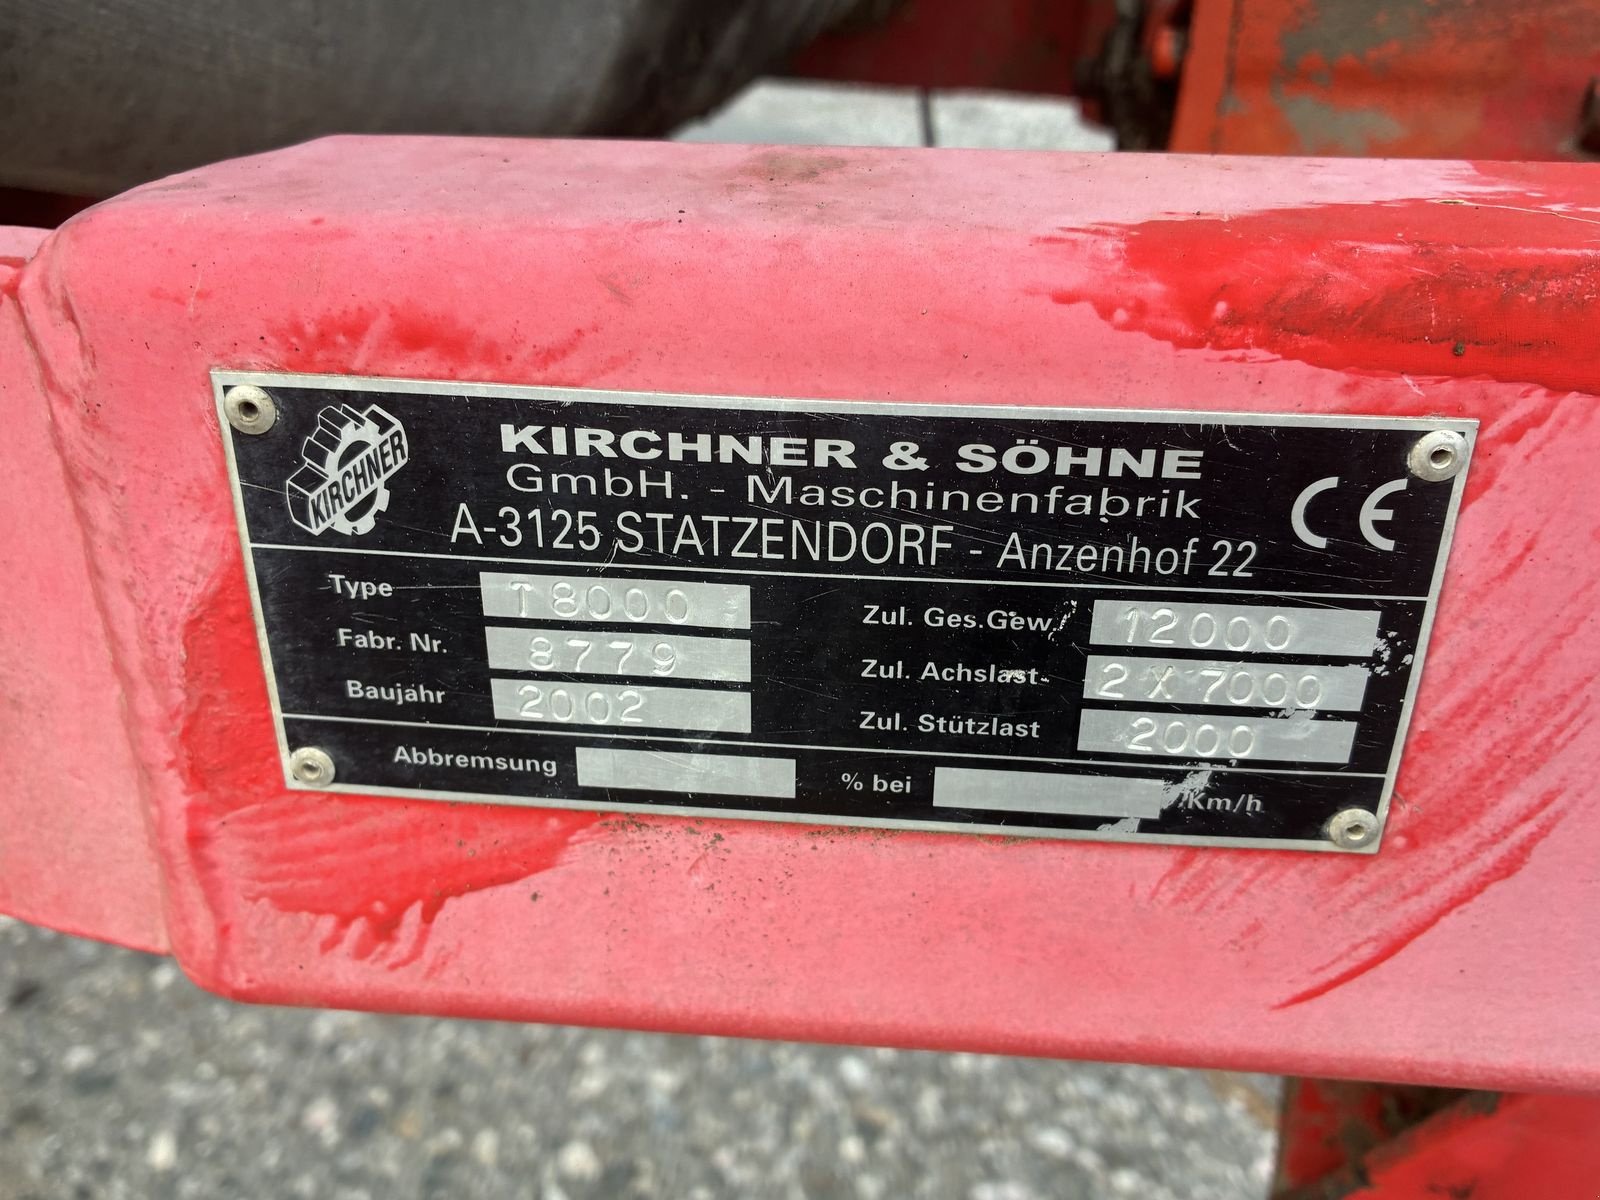 KIRCHNER
KIRCHNER & SÖHNE
GmbH. - Maschinenfabrik
A-3125 STATZENDORF - Anzenhof 22
CE
Type T8000
Fabr. Nr. 8779
Baujahr 2002
Zul. Ges.Gew. 12000
Zul. Achslast 2 X 7000
Zul. Stützlast 2000
Abbremsung % bei Km/h